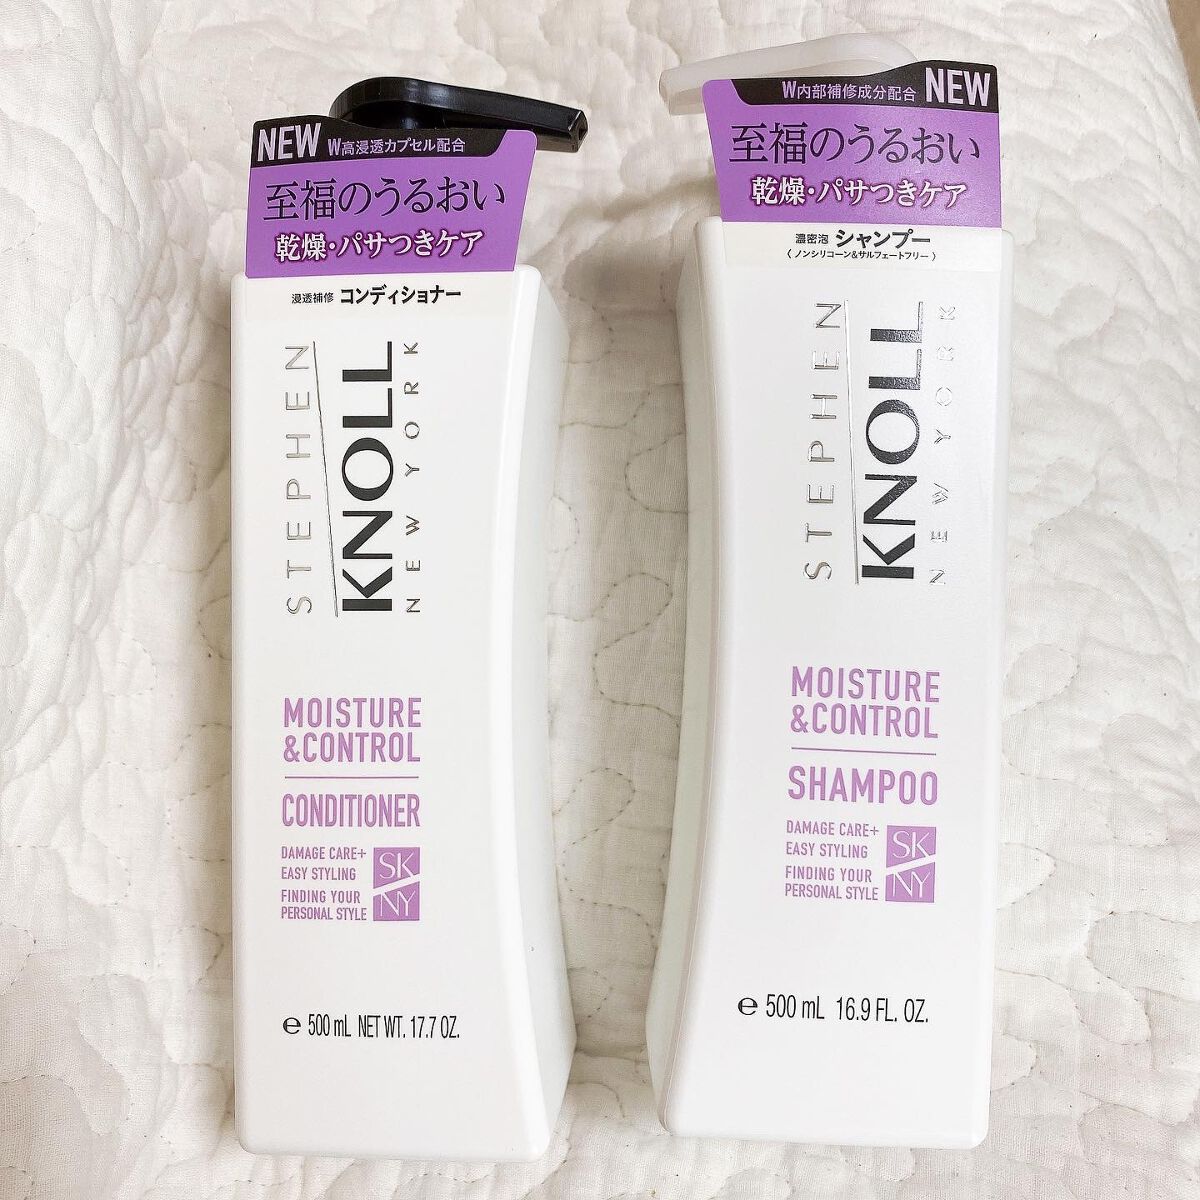 NEW W高浸透カプセル配合
至福のうるおい
乾燥・パサつきケア
浸透補修 コンディショナー
STEPHEN
KNOLL
NEW YORK
MOISTURE
&CONTROL
CONDITIONER
DAMAGE CARE+
EASY STYLING
FINDING YOUR
PERSONAL STYLE
SK
NY
℮ 500 mL NET WT. 17.7 OZ.
W内部補修成分配合 NEW
至福のうるおい
乾燥・パサつきケア
濃密泡 シャンプー
(ノンシリコーン&サルフェートフリー)
STEPHEN
KNOLL
NEW YORK
MOISTURE
&CONTROL
SHAMPOO
DAMAGE CARE+
EASY STYLING
FINDING YOUR
PERSONAL STYLE
SK
NY
℮ 500 mL 16.9 FL. OZ.